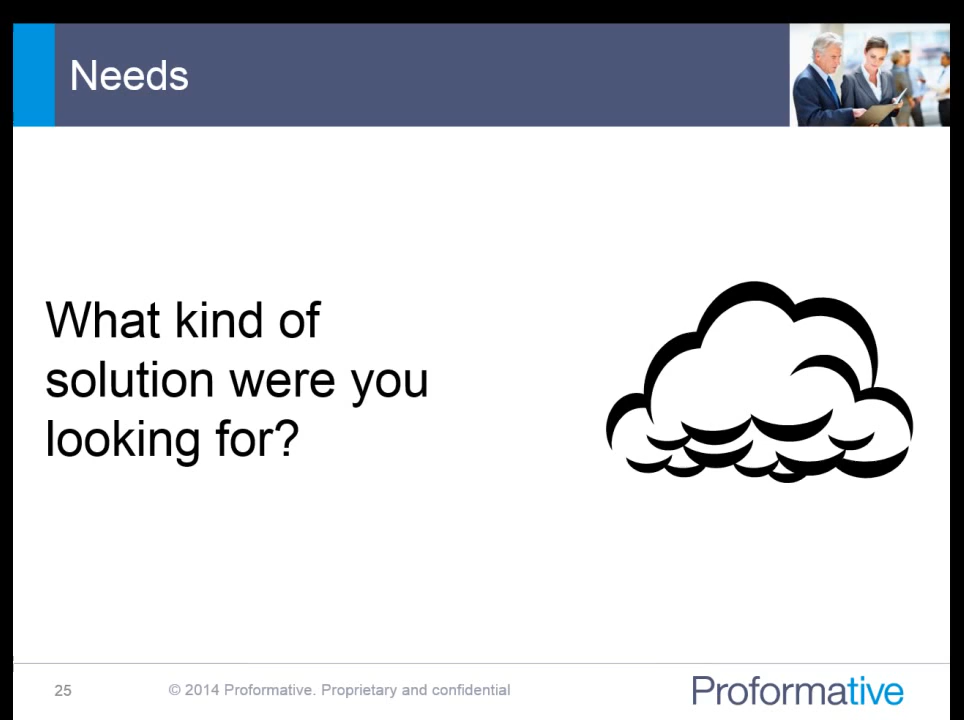 Needs
What kind of
solution were you
looking for?
25
© 2014 Proformative. Proprietary and confidential
Proformative